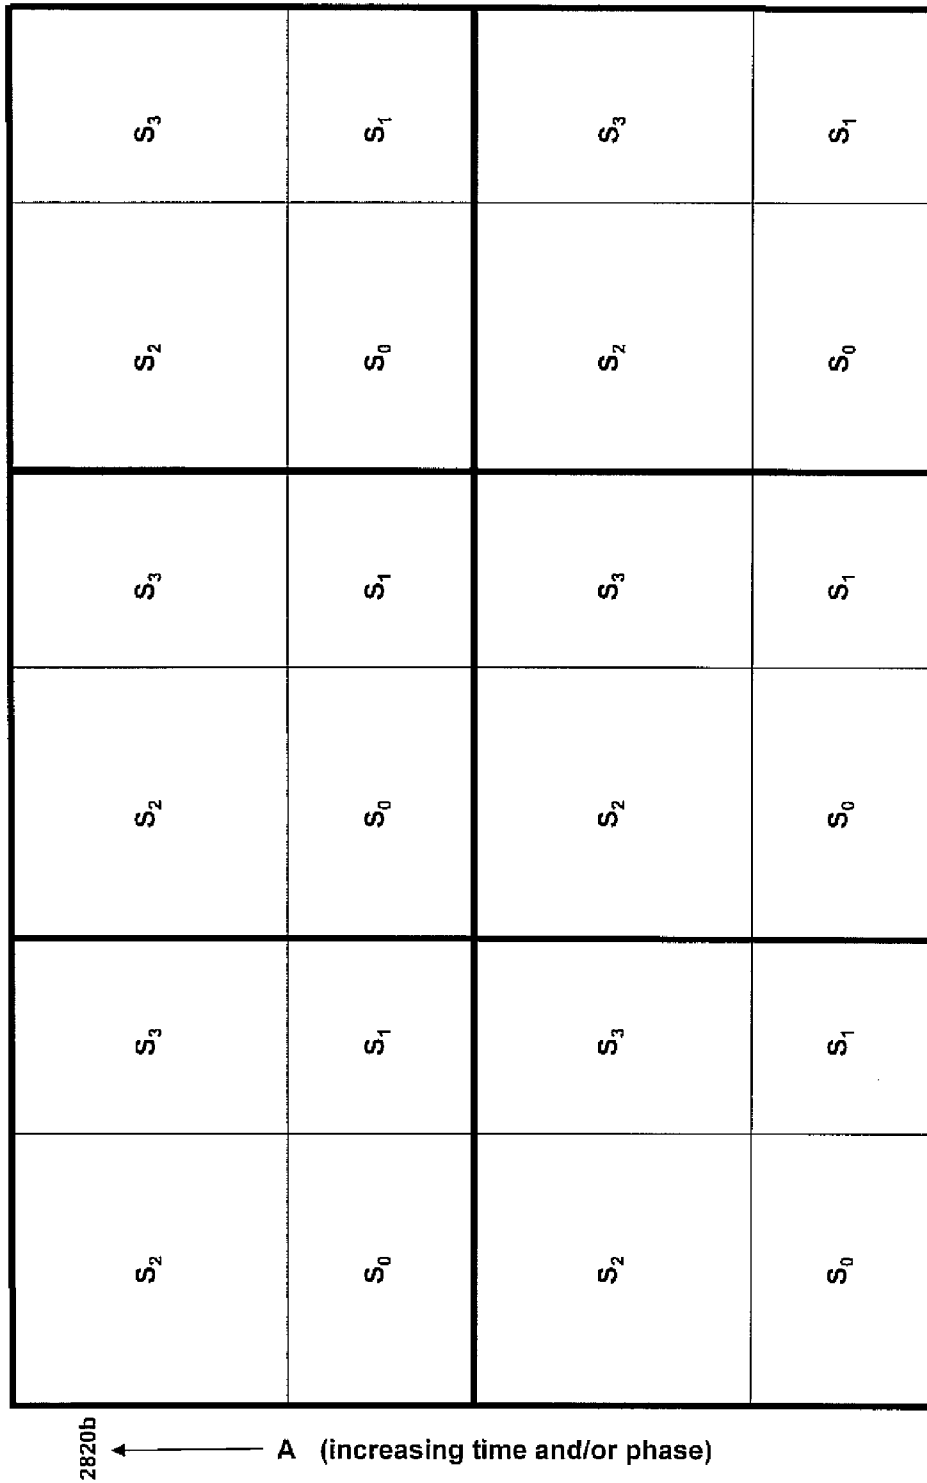 S3 S1 S3 S1
S2 S0 S2 S0
S3 S1 S3 S1
S2 S0 S2 S0
S3 S1 S3 S1
S2 S0 S2 S0
2820b
A (increasing time and/or phase)